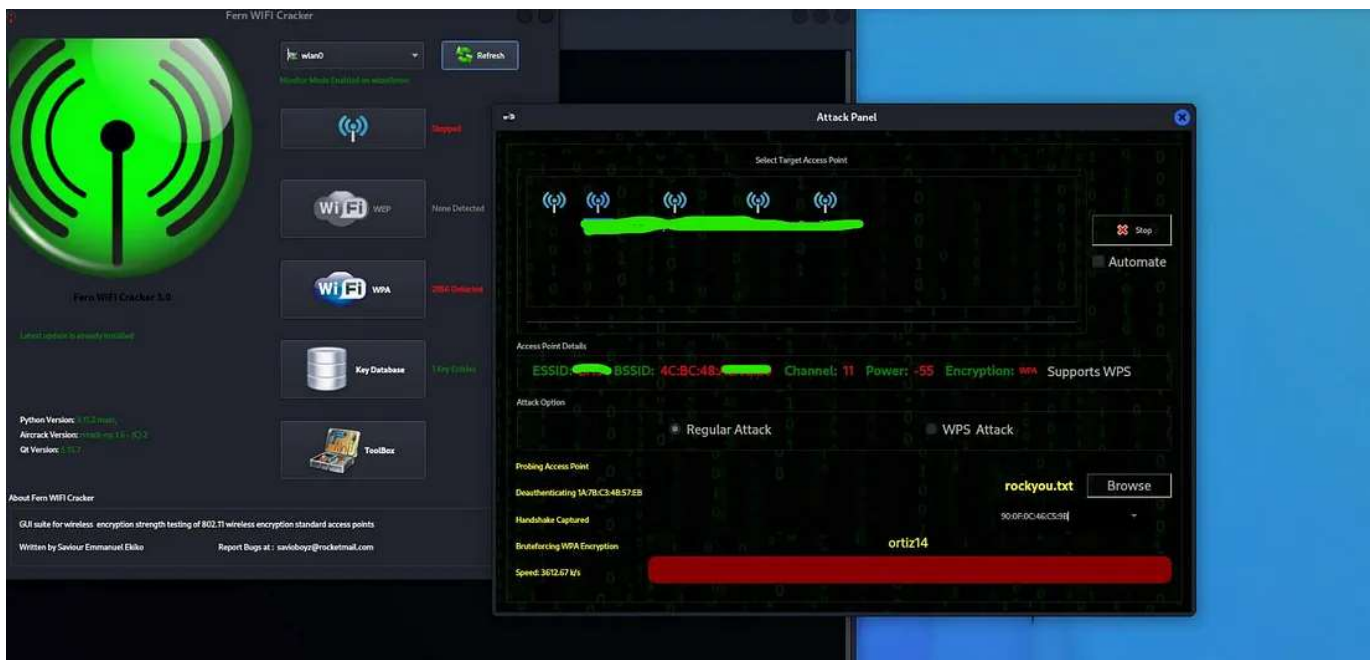 Fern WIFI Cracker
wlan0
Refresh
Monitor Mode Enabled on
Stopped
WiFi WEP
None Detected
WiFi WPA
Detected
Fern WIFI Cracker 3.0
Latest update is already installed
Key Database
1 Key Entries
ToolBox
Python Version:
Aircrack Version:
Qt Version:
About Fern WIFI Cracker
GUI suite for wireless encryption strength testing of 802.11 wireless encryption standard access points
Written by Saviour Emmanuel Ekiko
Report Bugs at : savioboyz@rocketmail.com
Attack Panel
Select Target Access Point
Stop
Automate
Access Point Details
ESSID: BSSID: 4C:BC:48: Channel: 11 Power: -55 Encryption: WPA Supports WPS
Attack Option
Regular Attack
WPS Attack
Probing Access Point
rockyou.txt
Browse
Deauthenticating 1A:7B:C3:4B:57:EB
Handshake Captured
90:0F:0C:46:C5:9B
Bruteforcing WPA Encryption
ortiz14
Speed: 3612.67 k/s